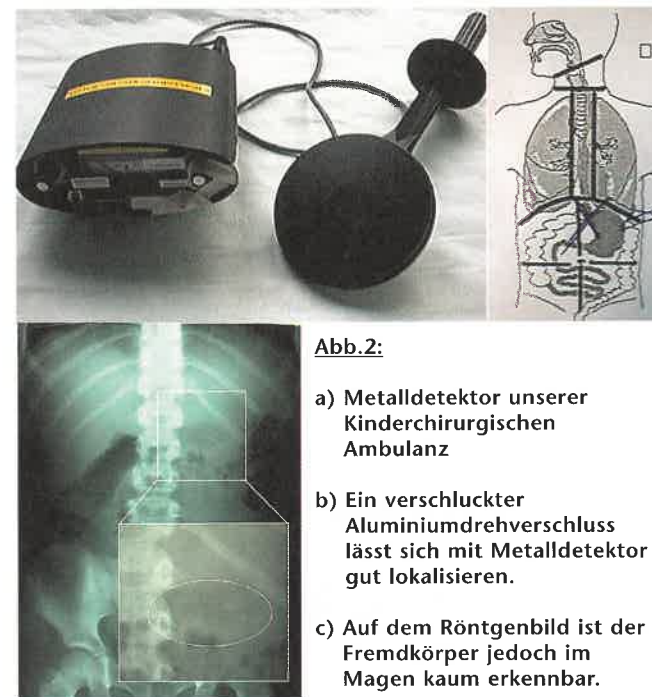 Abb.2:
a) Metalldetektor unserer
Kinderchirurgischen
Ambulanz
b) Ein verschluckter
Aluminiumdrehverschluss
lässt sich mit Metalldetektor
gut lokalisieren.
c) Auf dem Röntgenbild ist der
Fremdkörper jedoch im
Magen kaum erkennbar.